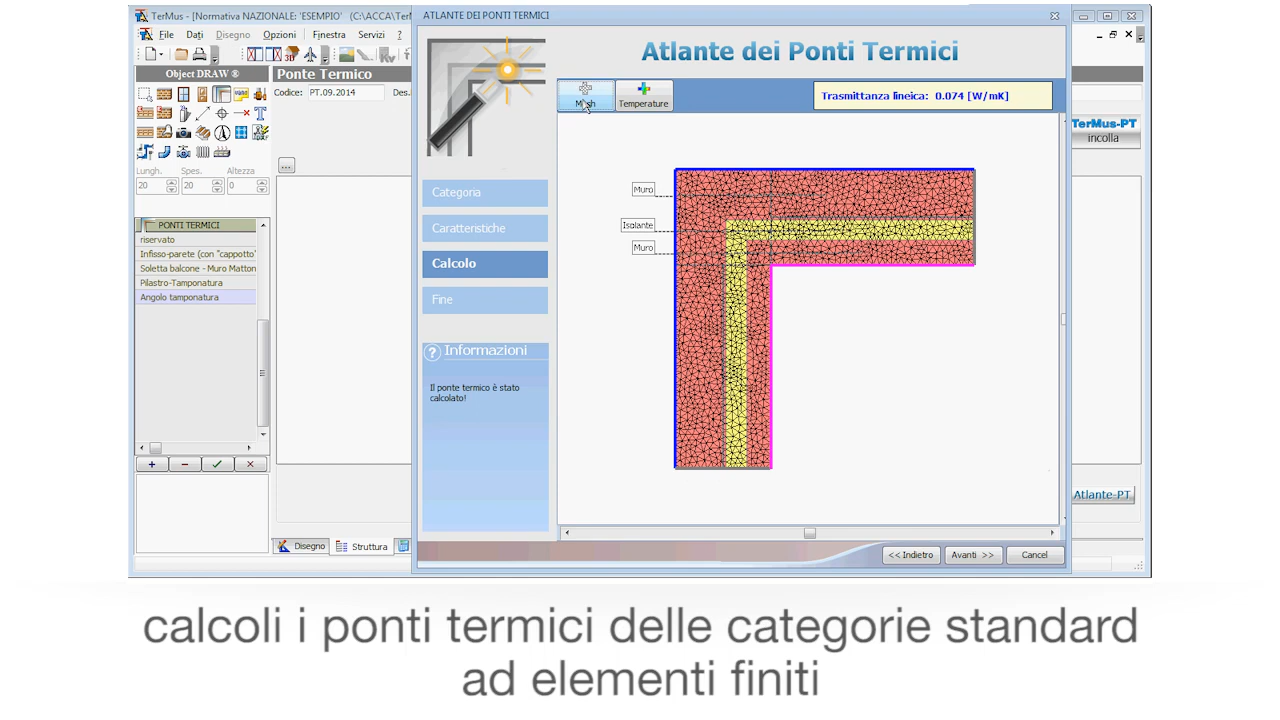 TerMus - [Normativa NAZIONALE: 'ESEMPIO' (C:\ACCA\TerM
ATLANTE DEI PONTI TERMICI
File Dati Disegno Opzioni Finestra Servizi ?
Object DRAW ®
Ponte Termico
Codice: PT.09.2014 Des.
Atlante dei Ponti Termici
Mesh
Temperature
Trasmittanza lineica: 0.074 [W/mK]
TerMus-PT
incolla
Lungh. Spes. Altezza
20 20 0
...
PONTI TERMICI
riservato
Infisso-parete (con "cappotto"
Soletta balcone - Muro Matton
Pilastro-Tamponatura
Angolo tamponatura
Categoria
Caratteristiche
Calcolo
Fine
? Informazioni
Il ponte termico è stato
calcolato!
Muro
Isolante
Muro
Atlante-PT
Disegno Struttura
<< Indietro Avanti >> Cancel
calcoli i ponti termici delle categorie standard
ad elementi finiti